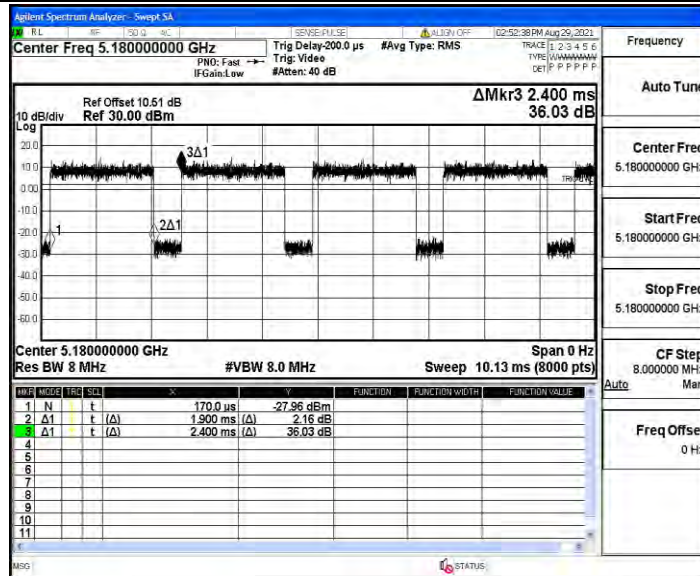 Agilent Spectrum Analyzer - Swept SA
RL RF 50 Ω AC SENSE:PULSE ALIGN OFF 02:52:38 PM Aug 29, 2021
Center Freq 5.180000000 GHz
PNO: Fast
IFGain:Low
Trig Delay-200.0 µs
Trig: Video
#Atten: 40 dB
#Avg Type: RMS
TRACE 1 2 3 4 5 6
TYPE
DET P P P P P P
ΔMkr3 2.400 ms
36.03 dB
Ref Offset 10.51 dB
10 dB/div Ref 30.00 dBm
Log
20.0
10.0
0.00
-10.0
-20.0
-30.0
-40.0
-50.0
-60.0
1
2Δ1
3Δ1
Center 5.180000000 GHz Span 0 Hz
Res BW 8 MHz #VBW 8.0 MHz Sweep 10.13 ms (8000 pts)
MKR MODE TRC SCL X Y FUNCTION FUNCTION WIDTH FUNCTION VALUE
1 N t 170.0 µs -27.96 dBm
2 Δ1 t (Δ) 1.900 ms (Δ) 2.16 dB
3 Δ1 t (Δ) 2.400 ms (Δ) 36.03 dB
4
5
6
7
8
9
10
11
MSG STATUS
Frequency
Auto Tune
Center Freq
5.180000000 GHz
Start Freq
5.180000000 GHz
Stop Freq
5.180000000 GHz
CF Step
8.000000 MHz
Auto Man
Freq Offset
0 Hz